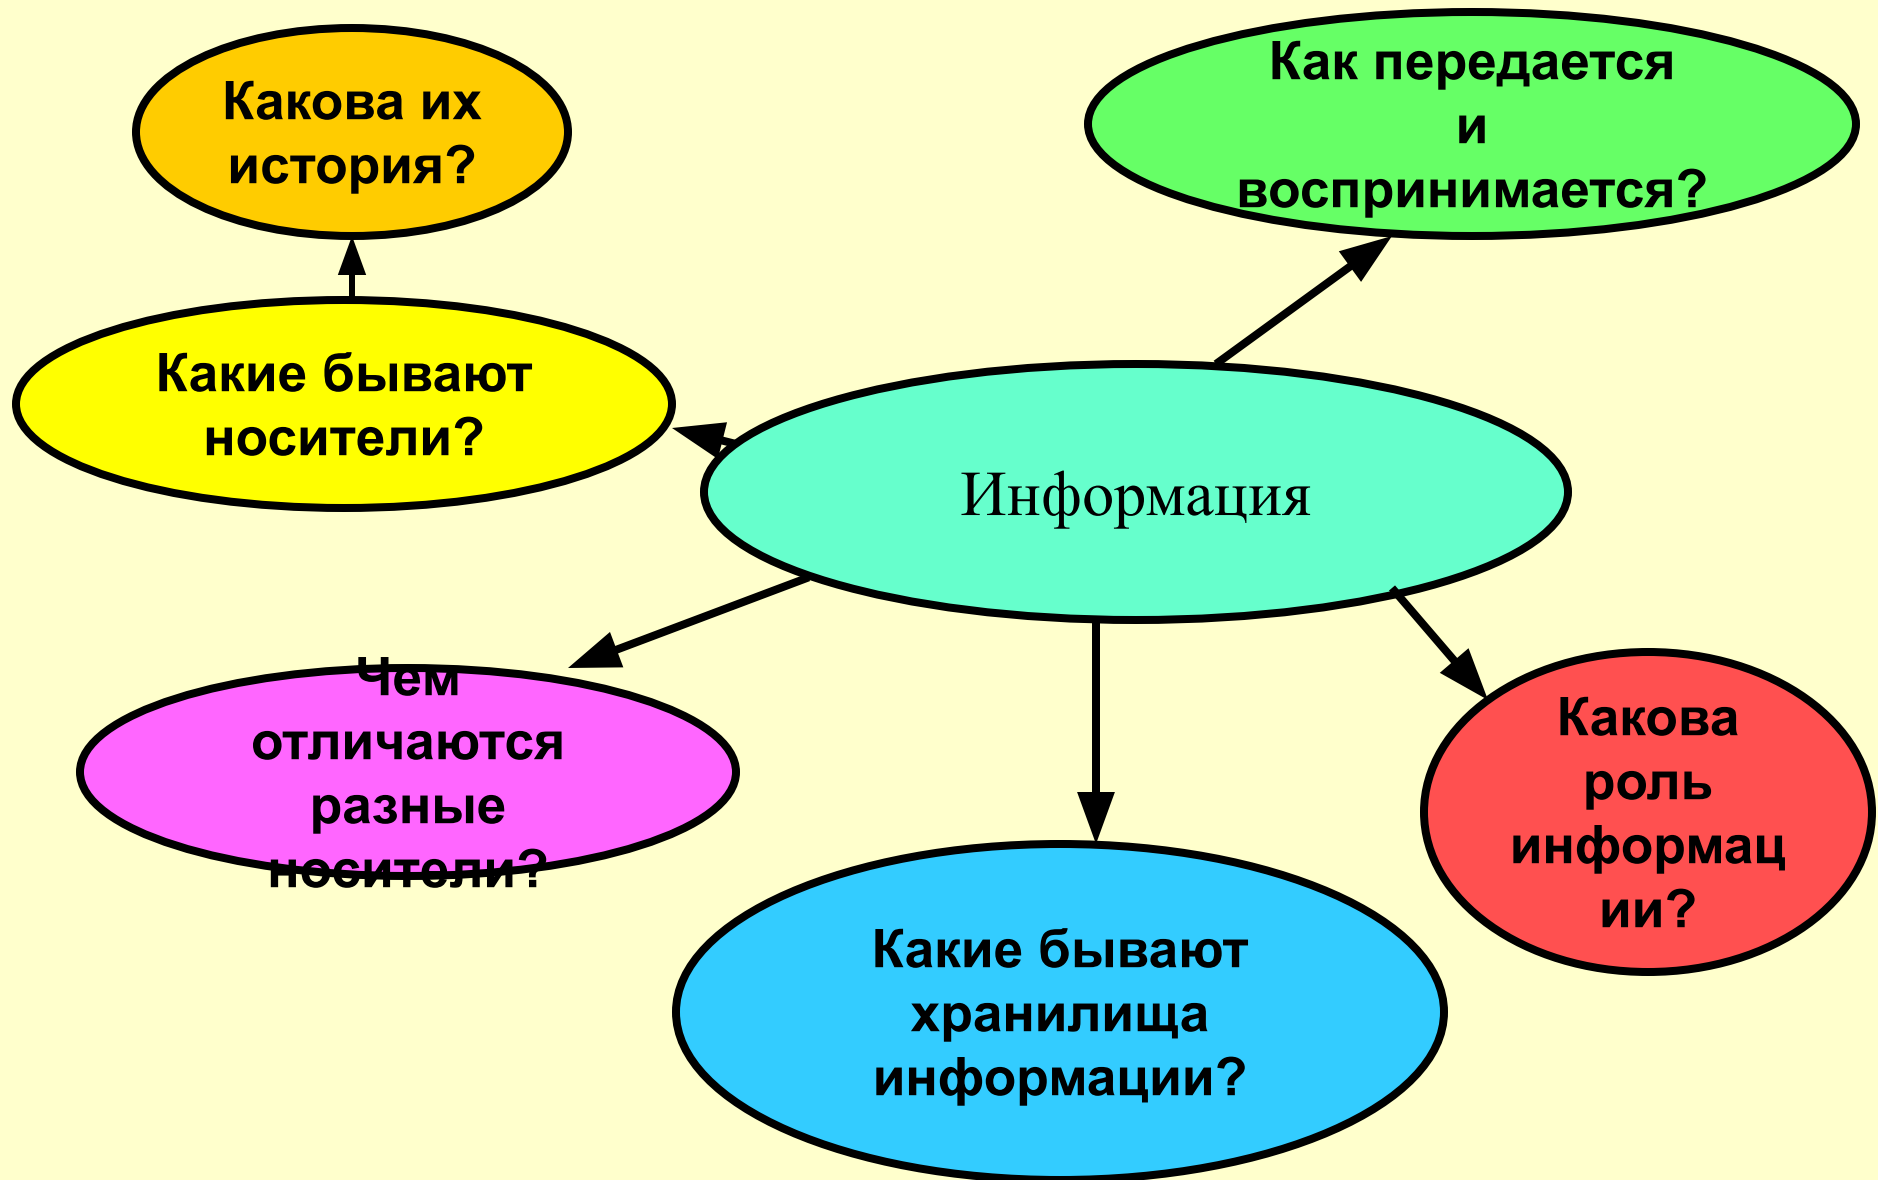 Какова их
история?
Как передается
и
воспринимается?
Какие бывают
носители?
Информация
Чем
отличаются
разные
носители?
Какова
роль
информац
ии?
Какие бывают
хранилища
информации?